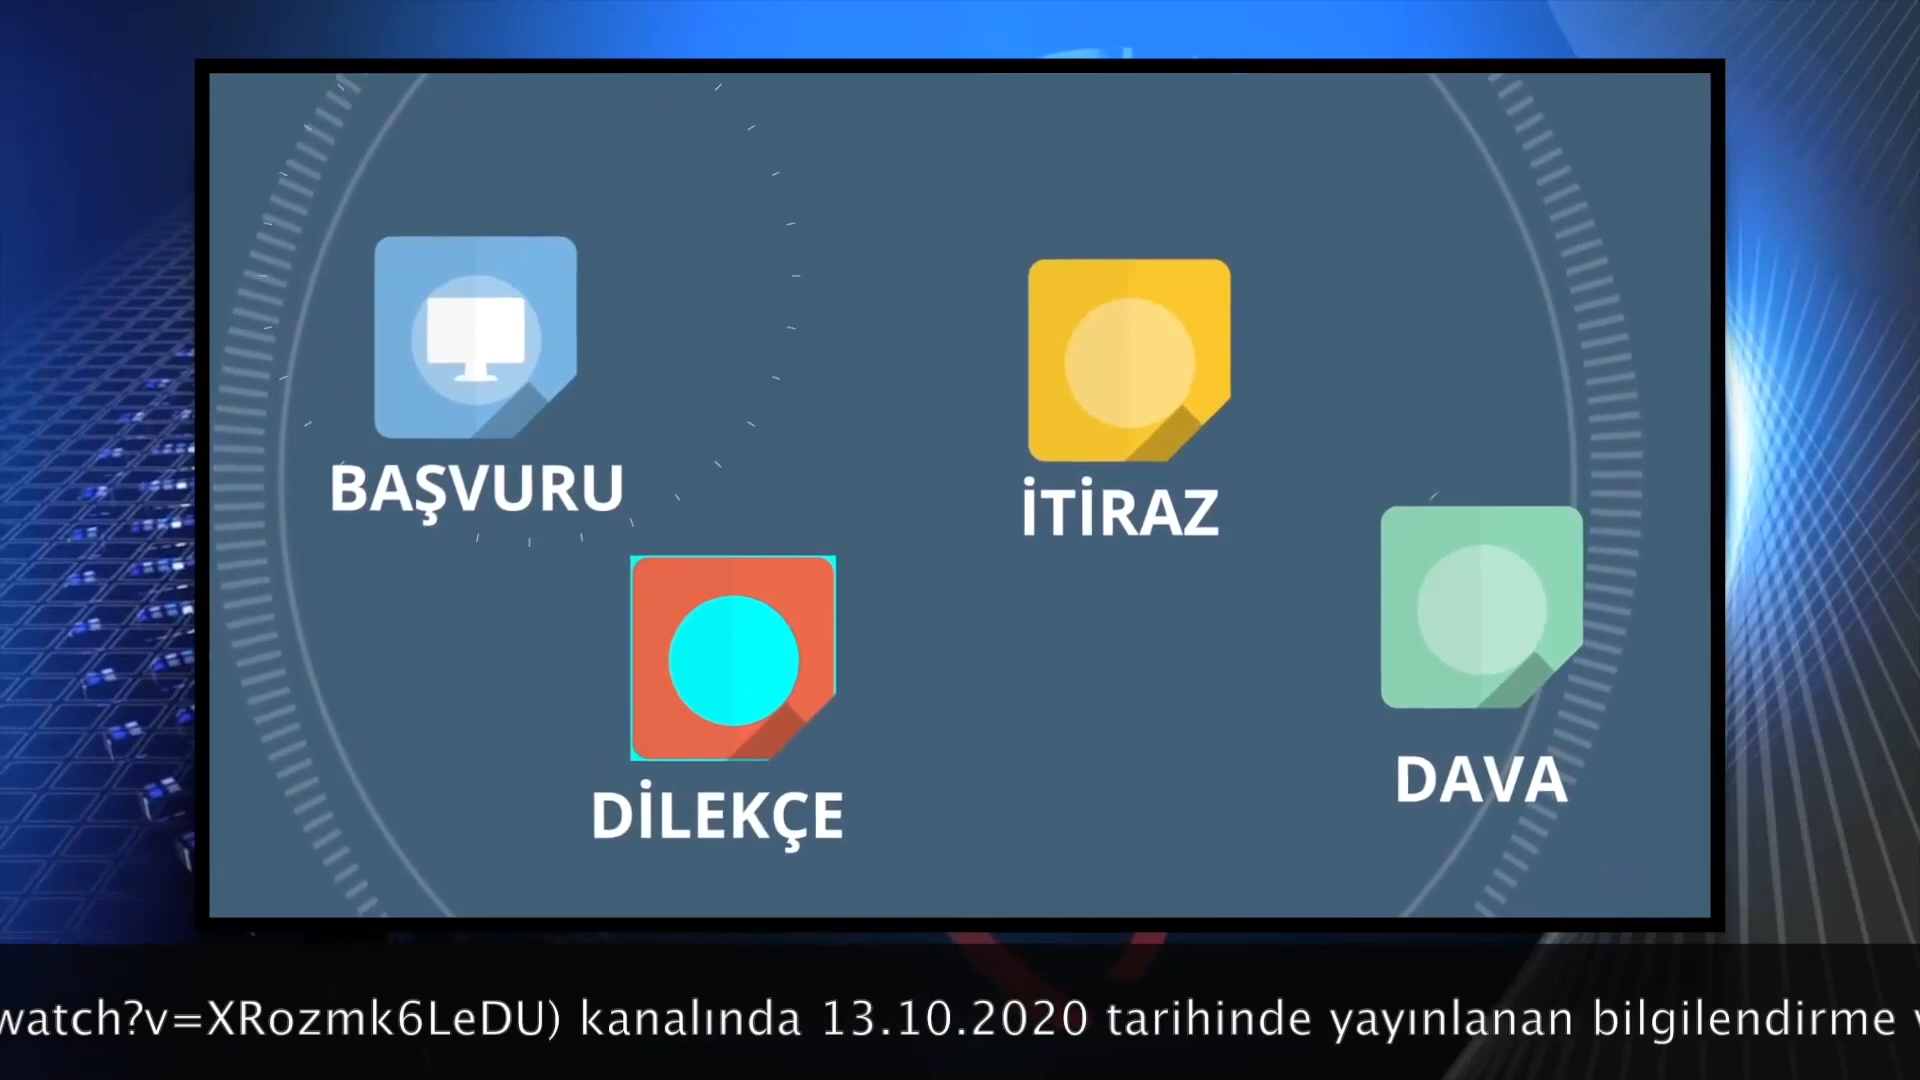 BAŞVURU
İTİRAZ
DİLEKÇE
DAVA
watch?v=XRozmk6LeDU) kanalında 13.10.2020 tarihinde yayınlanan bilgilendirme